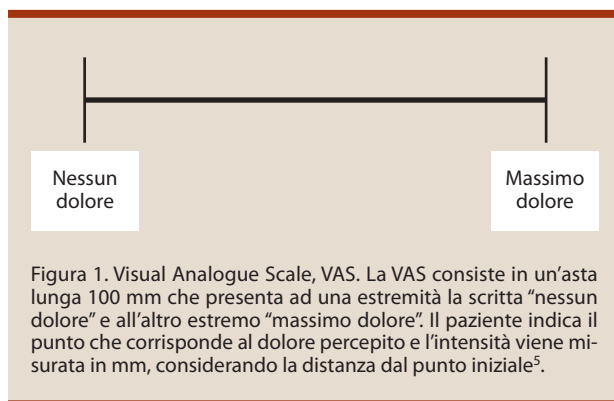 Nessun
dolore
Massimo
dolore
Figura 1. Visual Analogue Scale, VAS. La VAS consiste in un’asta
lunga 100 mm che presenta ad una estremità la scritta “nessun
dolore” e all’altro estremo “massimo dolore”. Il paziente indica il
punto che corrisponde al dolore percepito e l’intensità viene mi-
surata in mm, considerando la distanza dal punto iniziale⁵.